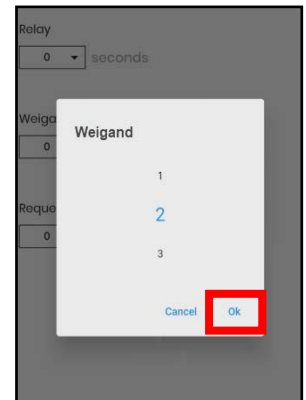 Relay
0 seconds
Weiga
0
Reque
0
Weigand
1
2
3
Cancel Ok